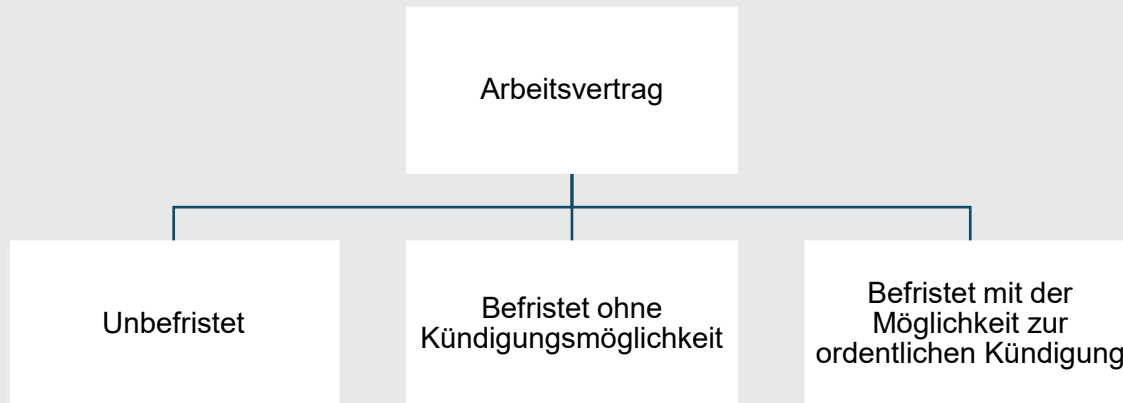 Arbeitsvertrag
Unbefristet
Befristet ohne
Kündigungsmöglichkeit
Befristet mit der
Möglichkeit zur
ordentlichen Kündigung